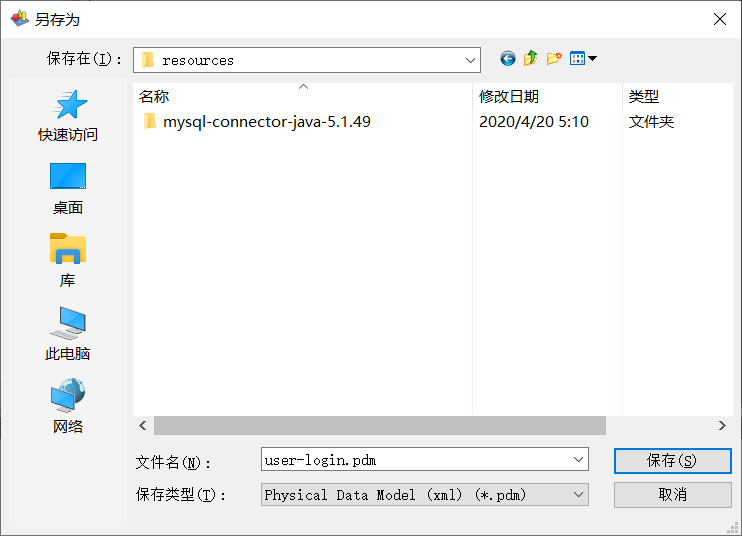 另存为
保存在(I)：
resources
快速访问
桌面
库
此电脑
网络
名称
修改日期
类型
mysql-connector-java-5.1.49
2020/4/20 5:10
文件夹
文件名(N)：
user-login.pdm
保存(S)
保存类型(T)：
Physical Data Model (xml) (*.pdm)
取消